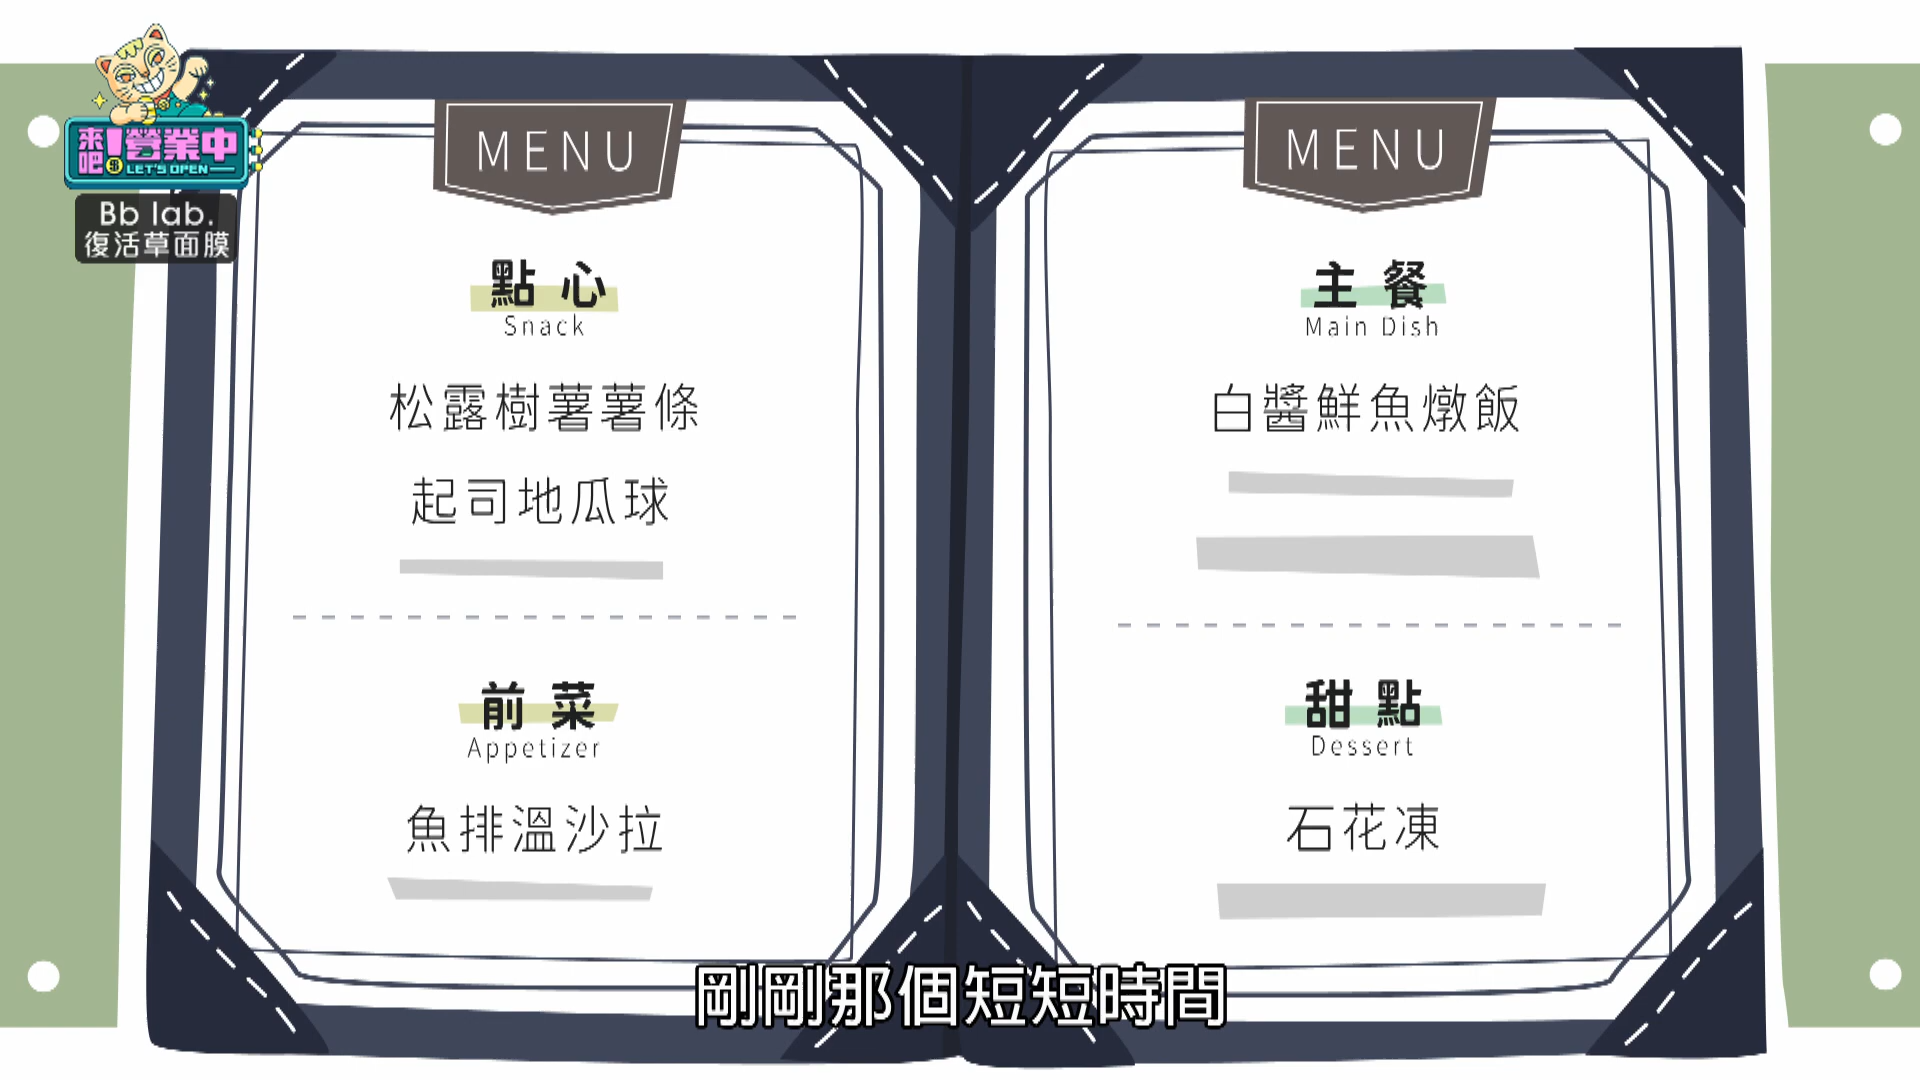 來吧!營業中
LET'S OPEN
Bb lab.
復活草面膜
MENU
點心
Snack
松露樹薯薯條
起司地瓜球
前菜
Appetizer
魚排溫沙拉
MENU
主餐
Main Dish
白醬鮮魚燉飯
甜點
Dessert
石花凍
剛剛那個短短時間